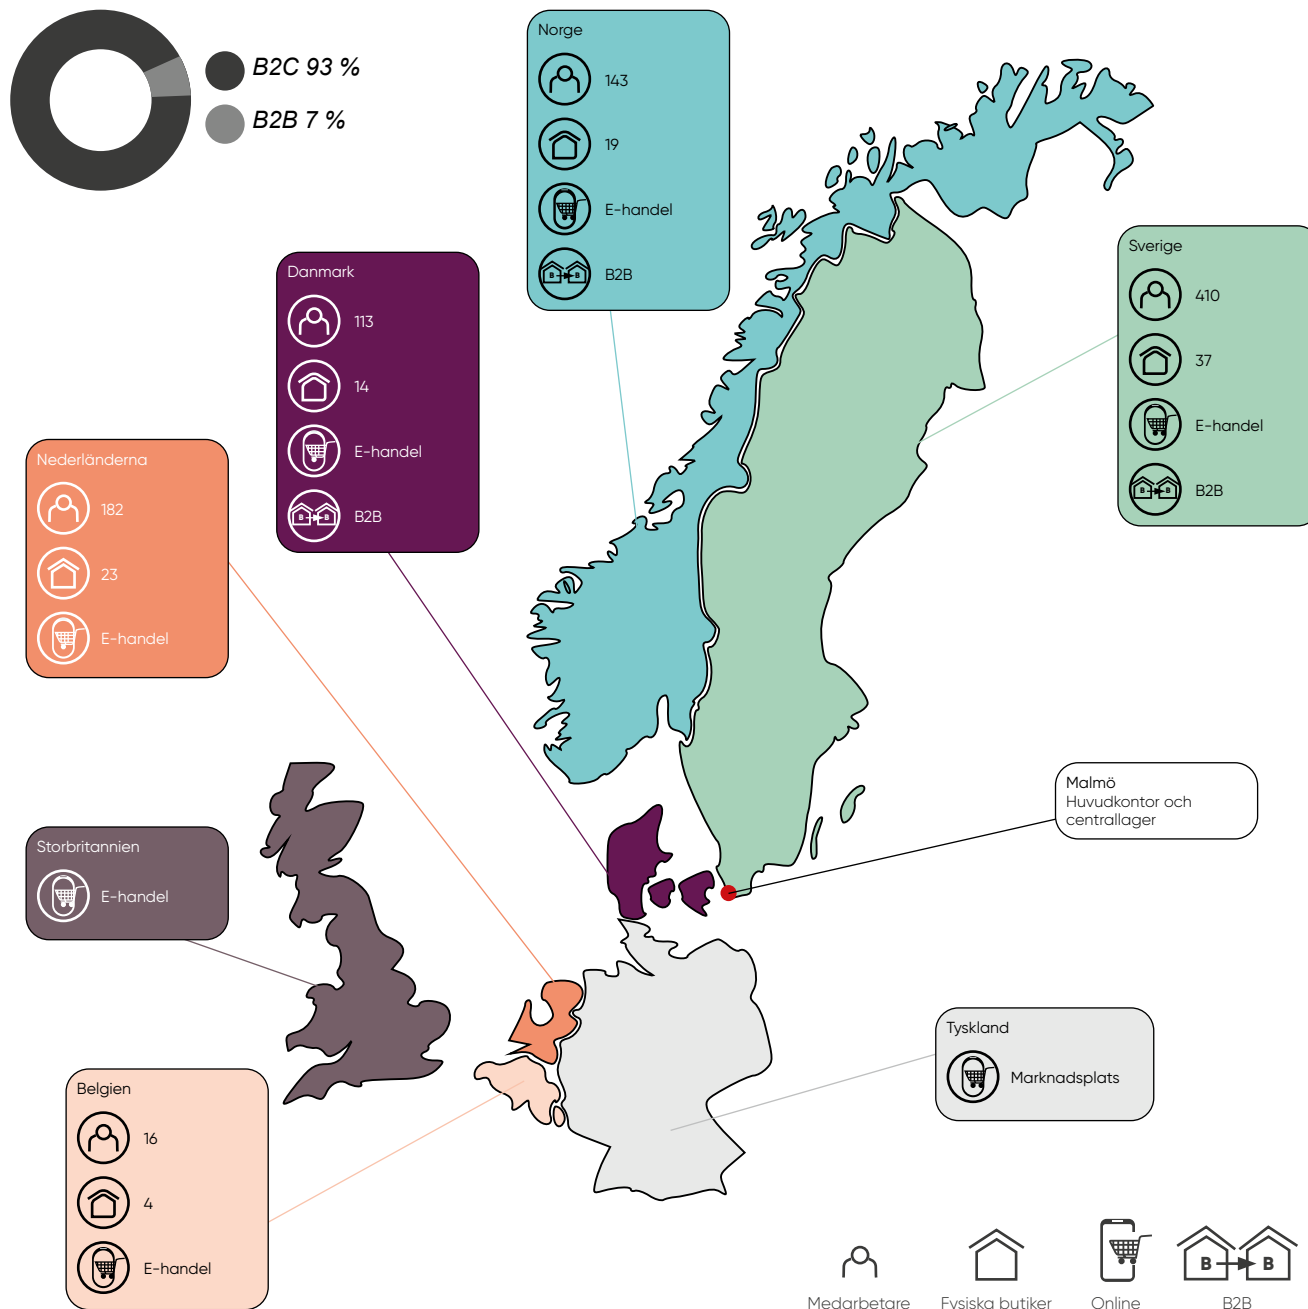 B2C 93 %
B2B 7 %
Norge
143
19
E-handel
B2B
Danmark
113
14
E-handel
B2B
Sverige
410
37
E-handel
B2B
Nederländerna
182
23
E-handel
Malmö
Huvudkontor och
centrallager
Storbritannien
E-handel
Tyskland
Marknadsplats
Belgien
16
4
E-handel
B B
Medarbetare
Fysiska butiker
Online
B2B